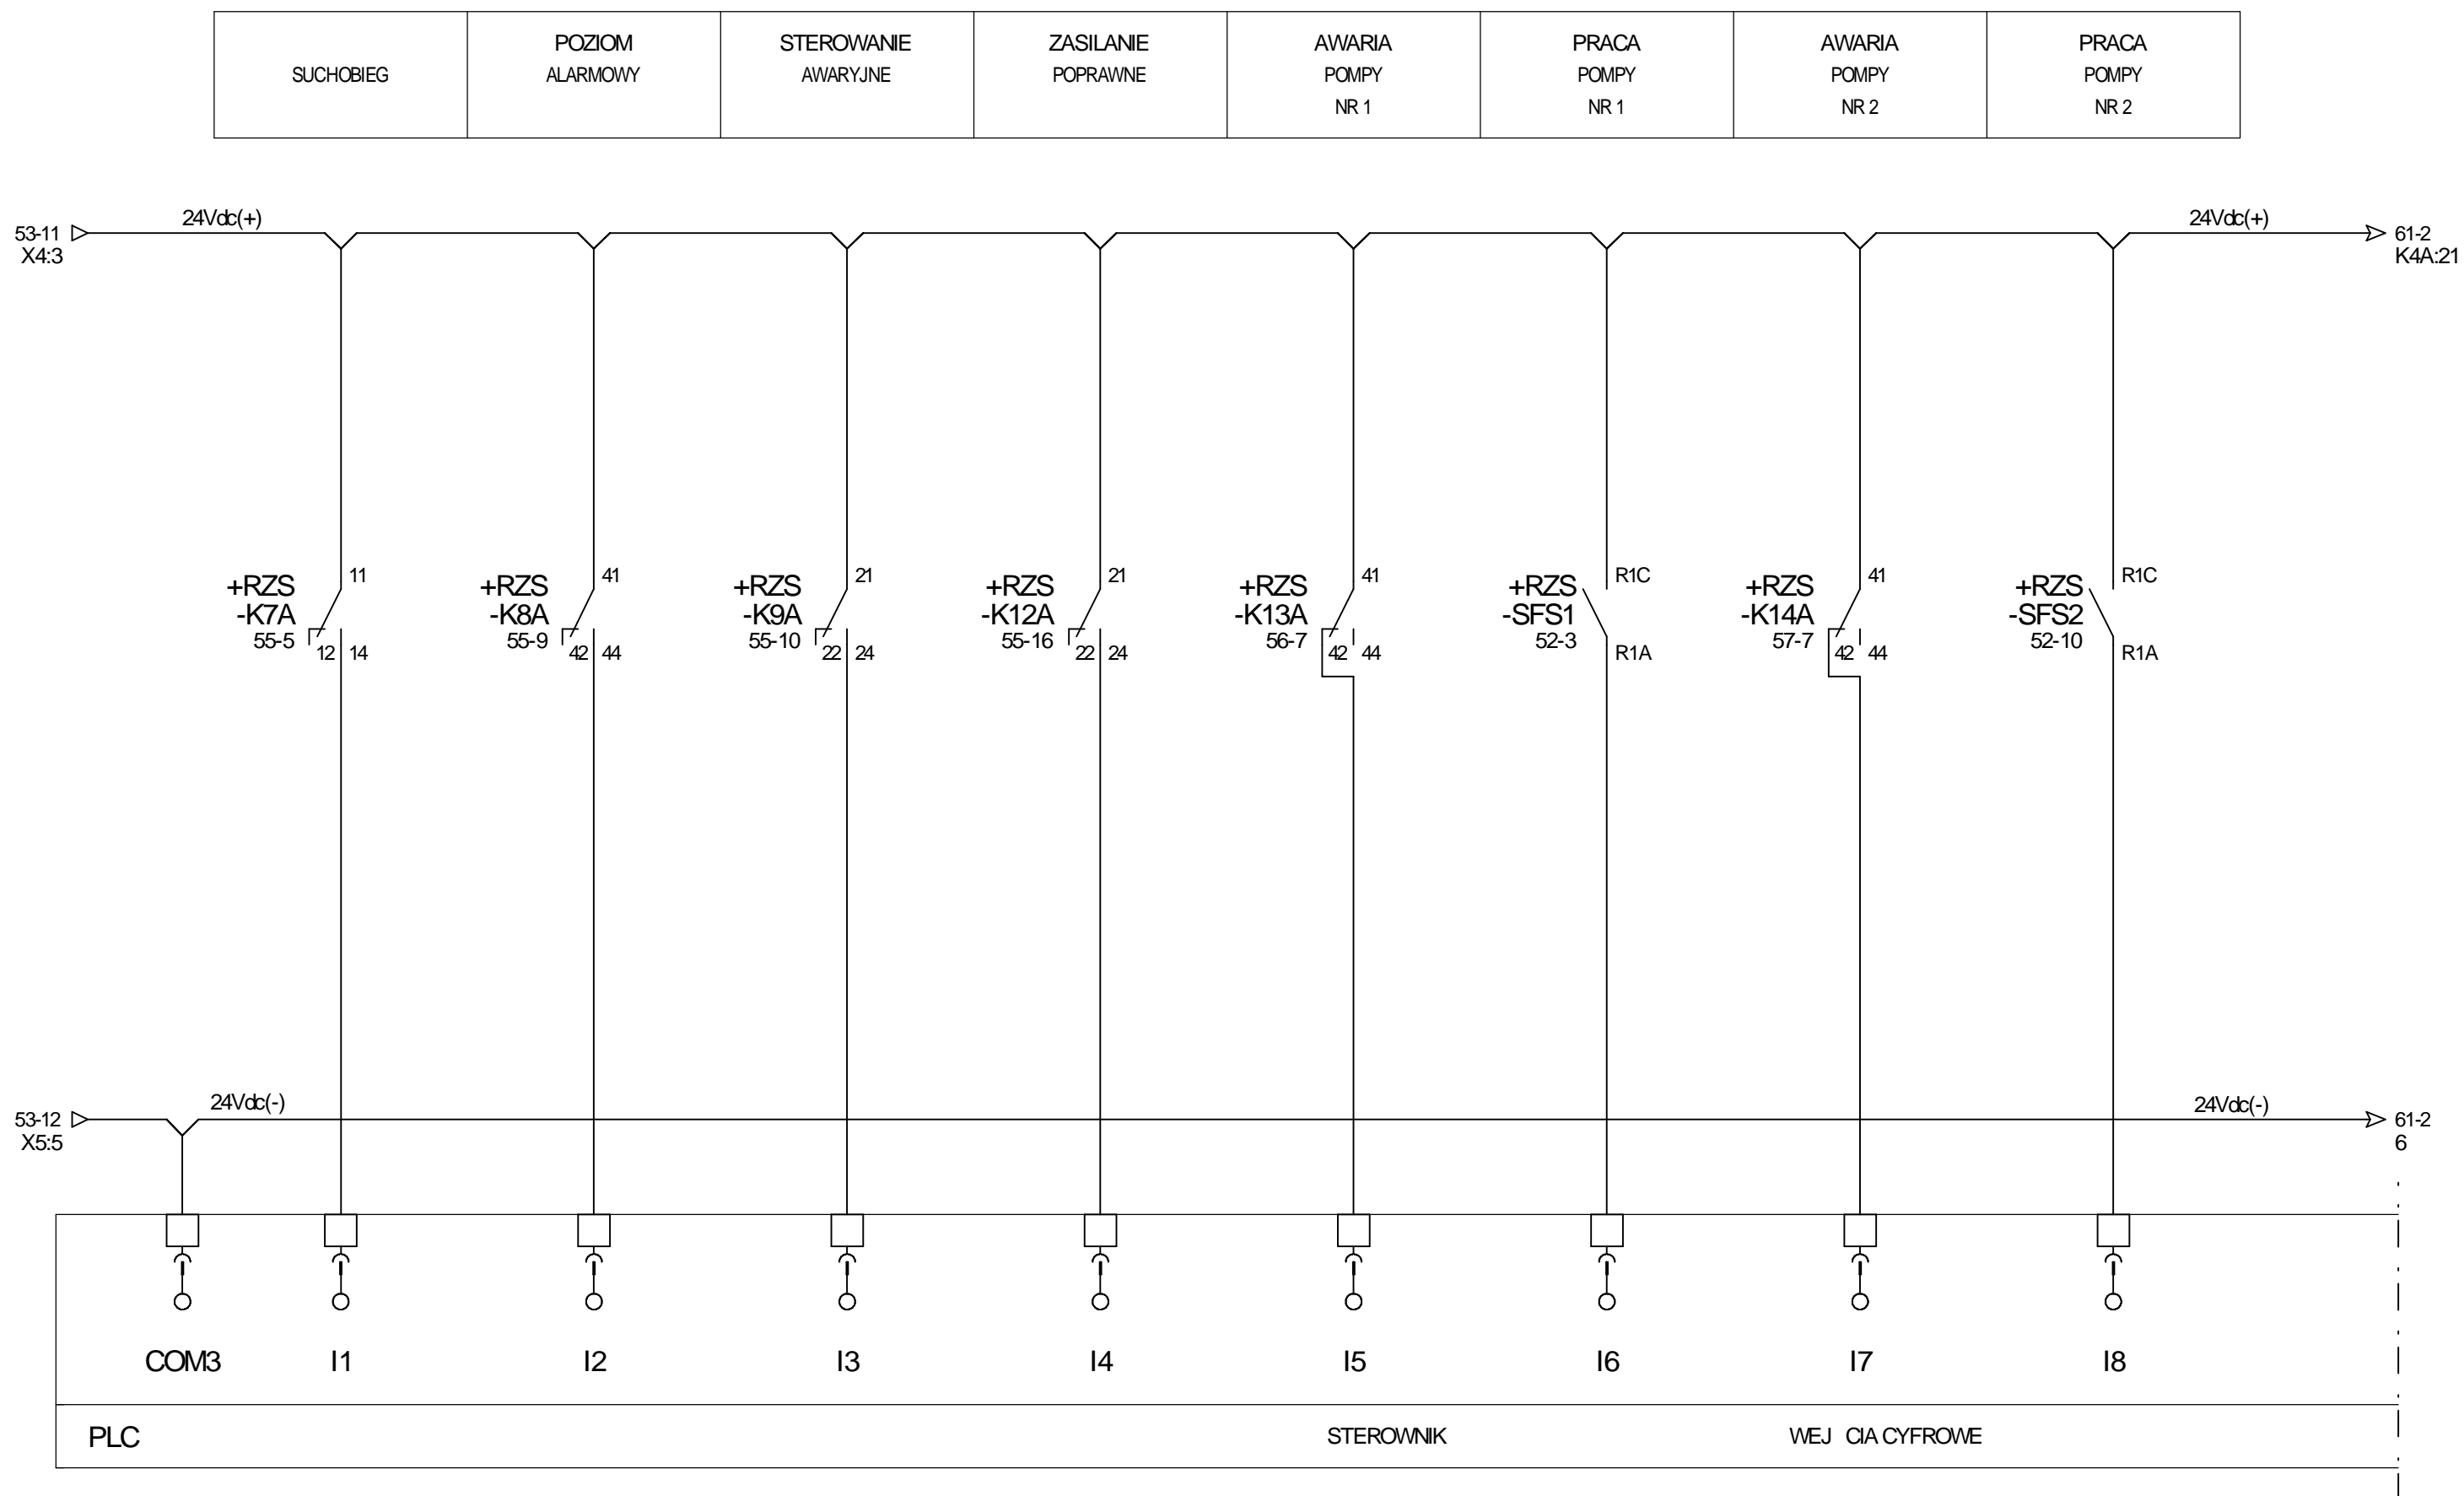 SUCHOBIEG
POZIOM
ALARMOWY
STEROWANIE
AWARYJNE
ZASILANIE
POPRAWNE
AWARIA
POMPY
NR 1
PRACA
POMPY
NR 1
AWARIA
POMPY
NR 2
PRACA
POMPY
NR 2
53-11
X4:3
24Vdc(+)
24Vdc(+)
61-2
K4A:21
+RZS
-K7A
55-5
11
12 14
+RZS
-K8A
55-9
41
42 44
+RZS
-K9A
55-10
21
22 24
+RZS
-K12A
55-16
21
22 24
+RZS
-K13A
56-7
41
42 44
+RZS
-SFS1
52-3
R1C
R1A
+RZS
-K14A
57-7
41
42 44
+RZS
-SFS2
52-10
R1C
R1A
53-12
X5:5
24Vdc(-)
24Vdc(-)
61-2
6
COM3 I1 I2 I3 I4 I5 I6 I7 I8
PLC STEROWNIK WEJ CIA CYFROWE